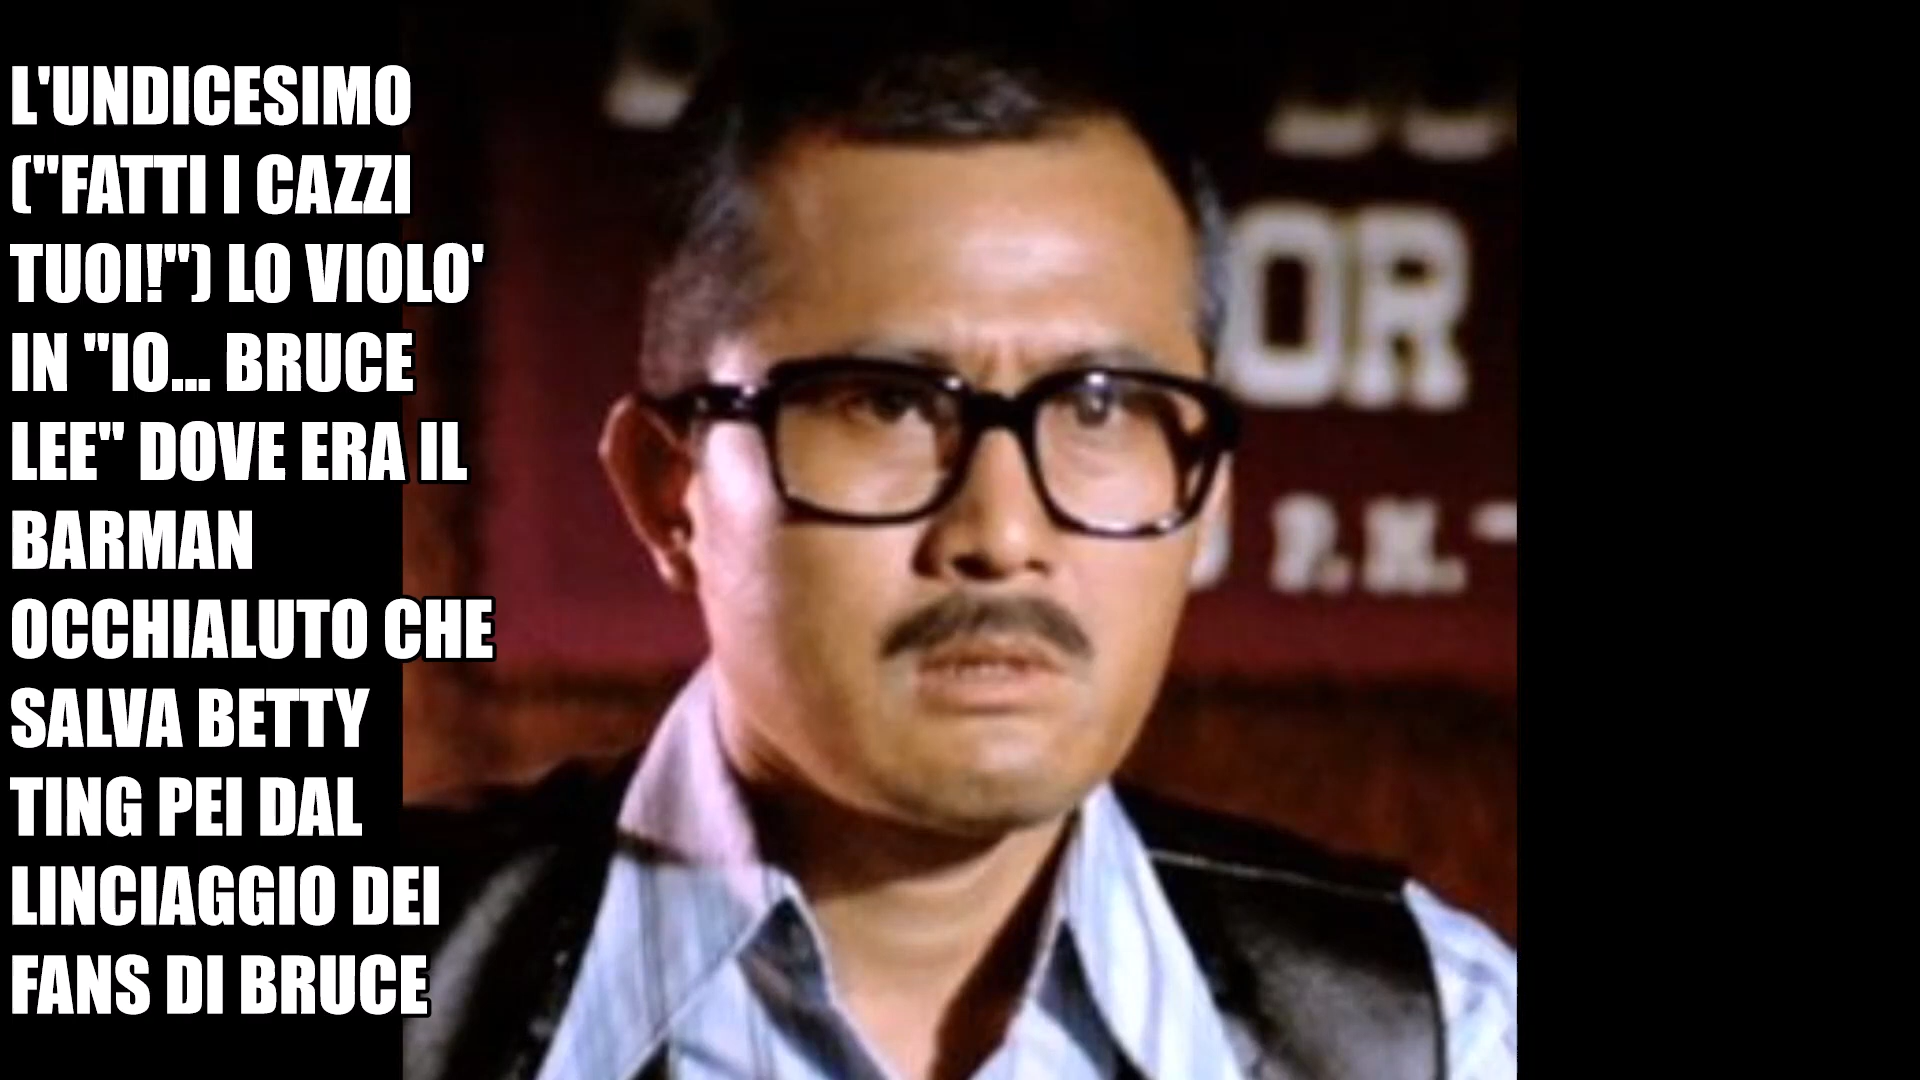 L'UNDICESIMO
("FATTI I CAZZI
TUOI!") LO VIOLO'
IN "IO... BRUCE
LEE" DOVE ERA IL
BARMAN
OCCHIALUTO CHE
SALVA BETTY
TING PEI DAL
LINCIAGGIO DEI
FANS DI BRUCE
OR
P.M.